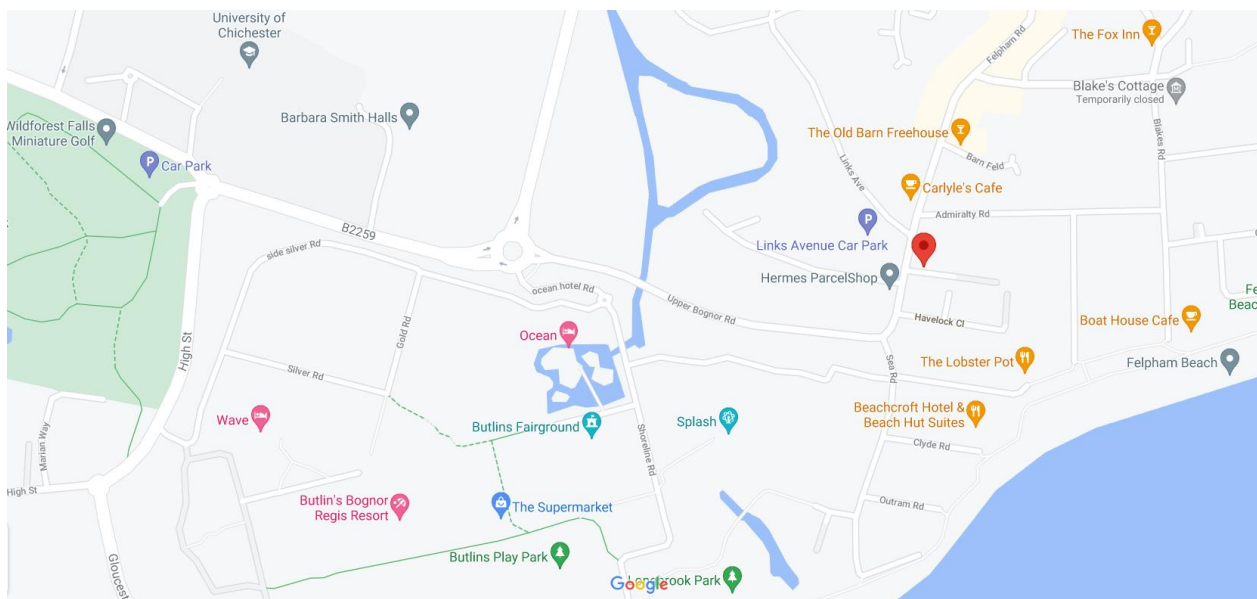 University of
Chichester
Felpham Rd
The Fox Inn
Blake's Cottage
Temporarily closed
Wildforest Falls
Miniature Golf
Barbara Smith Halls
The Old Barn Freehouse
Blakes Rd
Car Park
Links Ave
Barn Feld
Carlyle's Cafe
Admiralty Rd
B2259
side silver Rd
Links Avenue Car Park
Hermes ParcelShop
ocean hotel Rd
Upper Bognor Rd
Havelock Cl
Boat House Cafe
Fe
Beac
Gold Rd
Ocean
High St
Silver Rd
Sea Rd
The Lobster Pot
Felpham Beach
Wave
Butlins Fairground
Splash
Beachcroft Hotel &
Beach Hut Suites
Marian Way
Shoreline Rd
Clyde Rd
High St
Butlin's Bognor
Regis Resort
The Supermarket
Outram Rd
Butlins Play Park
Gloucest
Google
Park